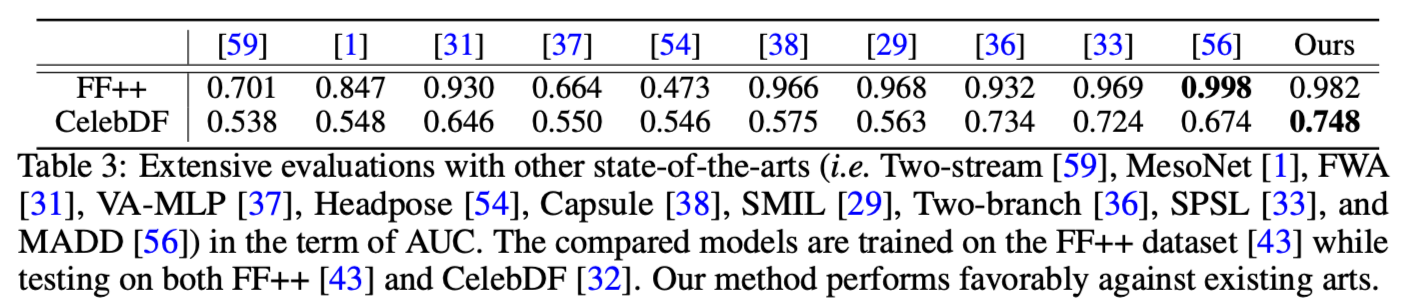 [59] [1] [31] [37] [54] [38] [29] [36] [33] [56] Ours
FF++ 0.701 0.847 0.930 0.664 0.473 0.966 0.968 0.932 0.969 0.998 0.982
CelebDF 0.538 0.548 0.646 0.550 0.546 0.575 0.563 0.734 0.724 0.674 0.748
Table 3: Extensive evaluations with other state-of-the-arts (i.e. Two-stream [59], MesoNet [1], FWA
[31], VA-MLP [37], Headpose [54], Capsule [38], SMIL [29], Two-branch [36], SPSL [33], and
MADD [56]) in the term of AUC. The compared models are trained on the FF++ dataset [43] while
testing on both FF++ [43] and CelebDF [32]. Our method performs favorably against existing arts.